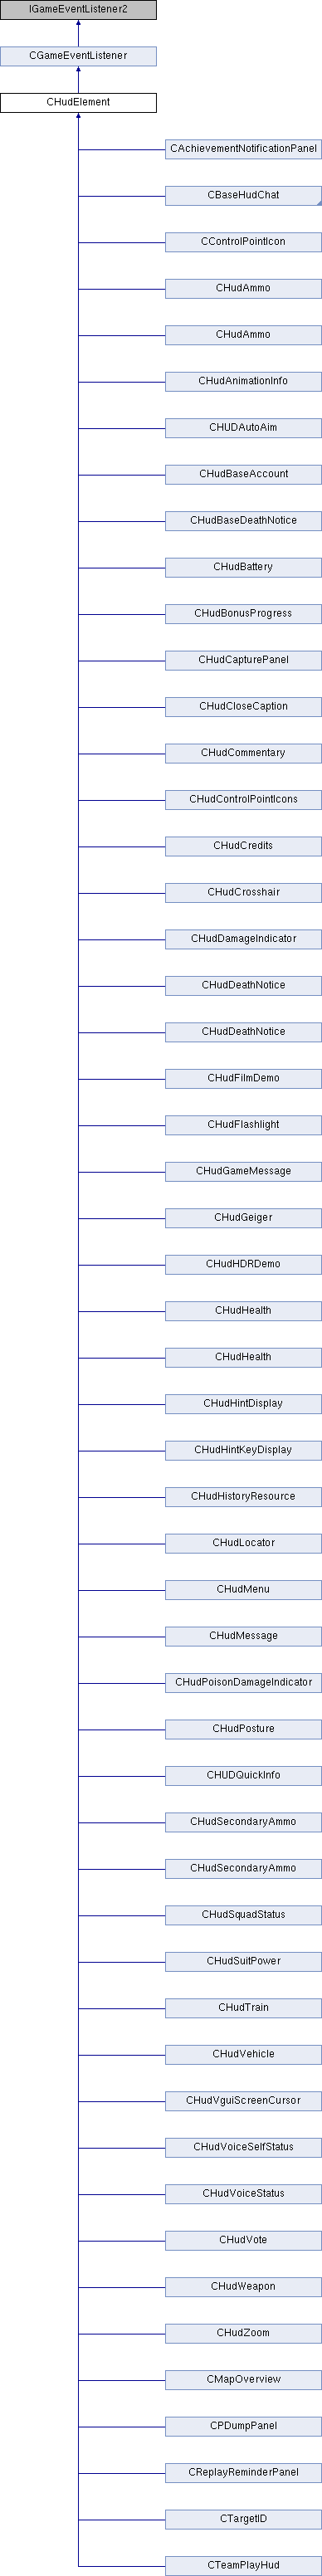 IGameEventListener2
CGameEventListener
CHudElement
CAchievementNotificationPanel
CBaseHudChat
CControlPointIcon
CHudAmmo
CHudAmmo
CHudAnimationInfo
CHUDAutoAim
CHudBaseAccount
CHudBaseDeathNotice
CHudBattery
CHudBonusProgress
CHudCapturePanel
CHudCloseCaption
CHudCommentary
CHudControlPointIcons
CHudCredits
CHudCrosshair
CHudDamageIndicator
CHudDeathNotice
CHudDeathNotice
CHudFilmDemo
CHudFlashlight
CHudGameMessage
CHudGeiger
CHudHDRDemo
CHudHealth
CHudHealth
CHudHintDisplay
CHudHintKeyDisplay
CHudHistoryResource
CHudLocator
CHudMenu
CHudMessage
CHudPoisonDamageIndicator
CHudPosture
CHUDQuickInfo
CHudSecondaryAmmo
CHudSecondaryAmmo
CHudSquadStatus
CHudSuitPower
CHudTrain
CHudVehicle
CHudVguiScreenCursor
CHudVoiceSelfStatus
CHudVoiceStatus
CHudVote
CHudWeapon
CHudZoom
CMapOverview
CPDumpPanel
CReplayReminderPanel
CTargetID
CTeamPlayHud